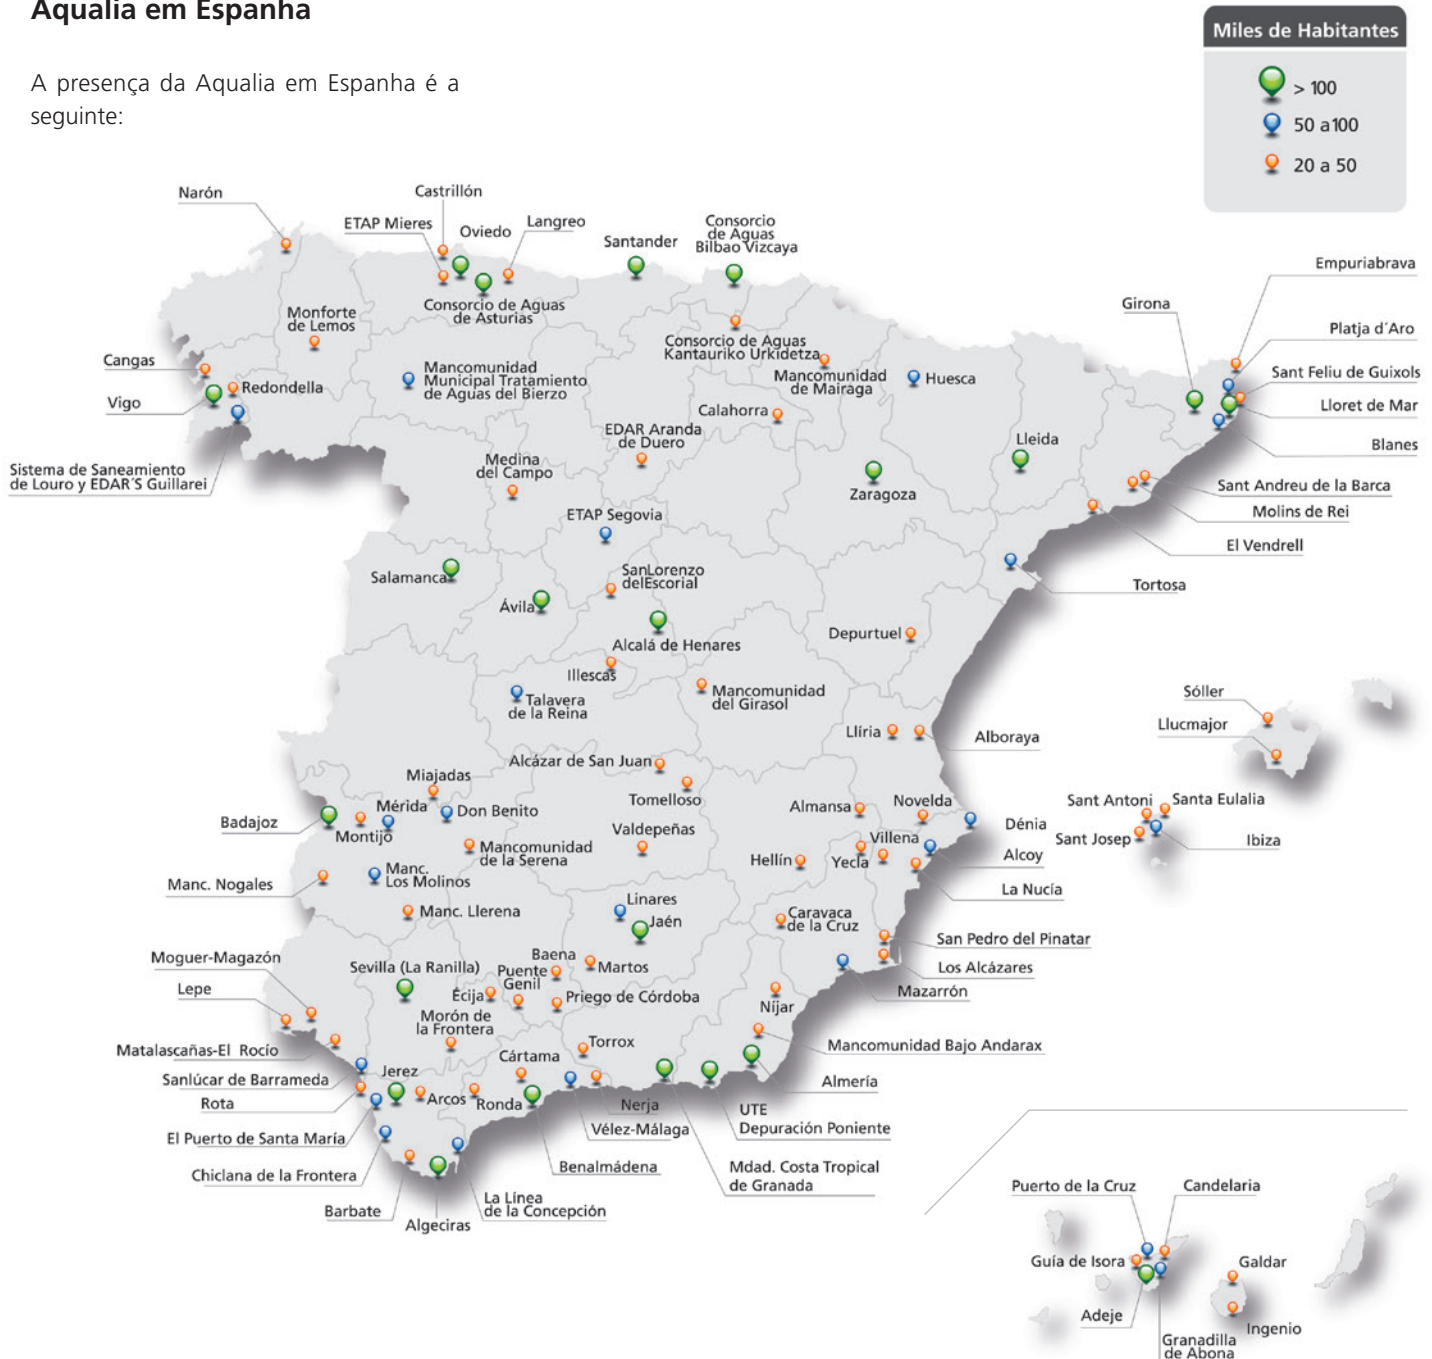 Aqualia em Espanha
A presença da Aqualia em Espanha é a
seguinte:
Miles de Habitantes
> 100
50 a100
20 a 50
Narón
Castrillón
ETAP Mieres
Oviedo
Langreo
Santander
Consorcio
de Aguas
Bilbao Vizcaya
Consorcio de Aguas
de Asturias
Monforte
de Lemos
Consorcio de Aguas
Kantauriko Urkidetza
Empuriabrava
Girona
Platja d´Aro
Cangas
Mancomunidad
Municipal Tratamiento
de Aguas del Bierzo
Mancomunidad
de Mairaga
Huesca
Sant Feliu de Guixols
Redondella
Vigo
Calahorra
Lloret de Mar
EDAR Aranda
de Duero
Lleida
Blanes
Sistema de Saneamiento
de Louro y EDAR´S Guillarei
Medina
del Campo
Zaragoza
Sant Andreu de la Barca
Molins de Rei
ETAP Segovia
El Vendrell
Salamanca
SanLorenzo
delEscorial
Tortosa
Ávila
Alcalá de Henares
Depurtuel
Illescas
Talavera
de la Reina
Mancomunidad
del Girasol
Sóller
Llucmajor
Llíria
Alboraya
Alcázar de San Juan
Miajadas
Tomelloso
Mérida
Don Benito
Almansa
Novelda
Sant Antoni
Santa Eulalia
Badajoz
Montijo
Valdepeñas
Villena
Dénia
Sant Josep
Ibiza
Mancomunidad
de la Serena
Hellín
Yecla
Alcoy
Manc. Nogales
Manc.
Los Molinos
La Nucía
Manc. Llerena
Linares
Jaén
Caravaca
de la Cruz
San Pedro del Pinatar
Moguer-Magazón
Sevilla (La Ranilla)
Baena
Martos
Los Alcázares
Lepe
Puente
Genil
Écija
Priego de Córdoba
Mazarrón
Morón de
la Frontera
Níjar
Matalascañas-El Rocío
Torrox
Mancomunidad Bajo Andarax
Sanlúcar de Barrameda
Jerez
Cártama
Almería
Rota
Arcos
Ronda
Nerja
UTE
Depuración Poniente
El Puerto de Santa María
Vélez-Málaga
Chiclana de la Frontera
Benalmádena
Mdad. Costa Tropical
de Granada
Barbate
Algeciras
La Línea
de la Concepción
Puerto de la Cruz
Candelaria
Guía de Isora
Galdar
Adeje
Ingenio
Granadilla
de Abona